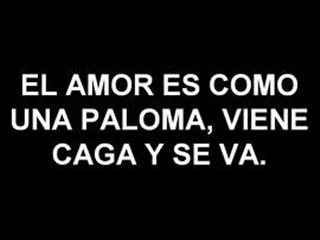 EL AMOR ES COMO
UNA PALOMA, VIENE
CAGA Y SE VA.